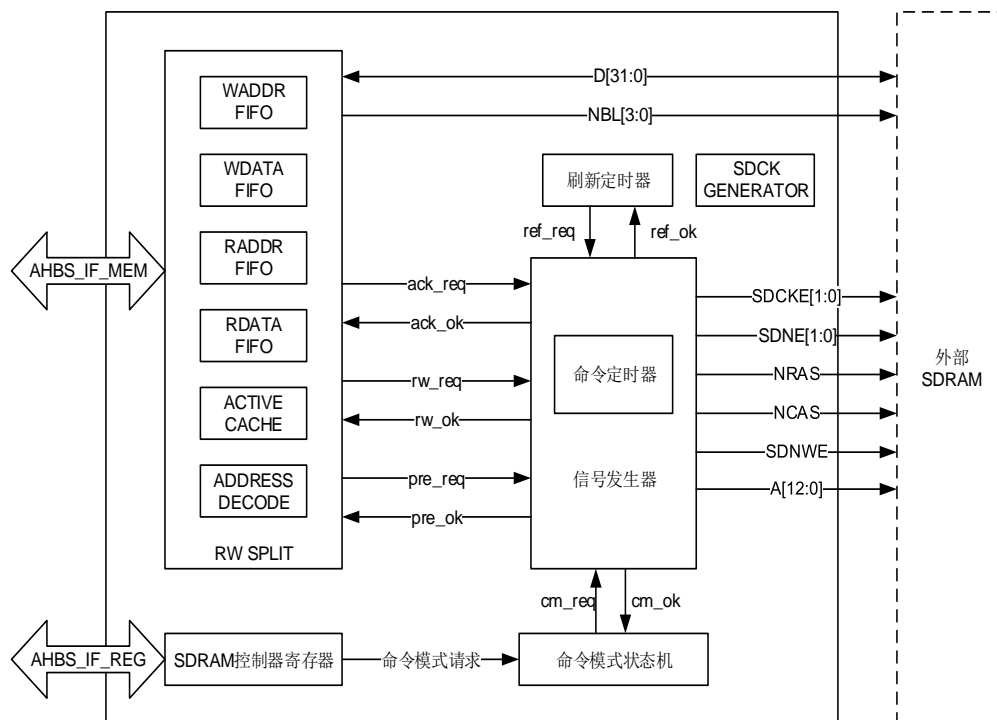 D[31:0]
NBL[3:0]
WADDR
FIFO
WDATA
FIFO
RADDR
FIFO
RDATA
FIFO
ACTIVE
CACHE
ADDRESS
DECODE
RW SPLIT
AHBS_IF_MEM
刷新定时器
SDCK
GENERATOR
ref_req
ref_ok
ack_req
ack_ok
rw_req
rw_ok
pre_req
pre_ok
命令定时器
信号发生器
SDCKE[1:0]
SDNE[1:0]
NRAS
NCAS
SDNWE
A[12:0]
外部
SDRAM
cm_req
cm_ok
AHBS_IF_REG
SDRAM控制器寄存器
命令模式请求
命令模式状态机